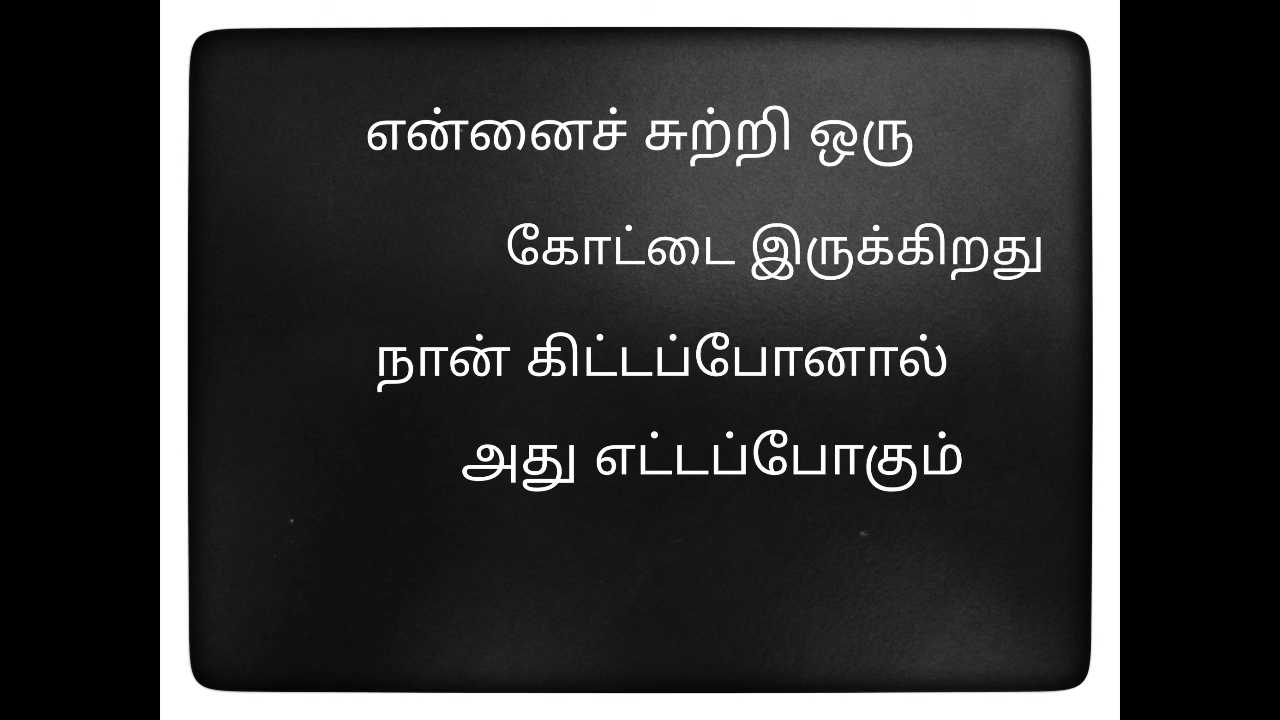 என்னைச் சுற்றி ஒரு
கோட்டை இருக்கிறது
நான் கிட்டப்போனால்
அது எட்டப்போகும்